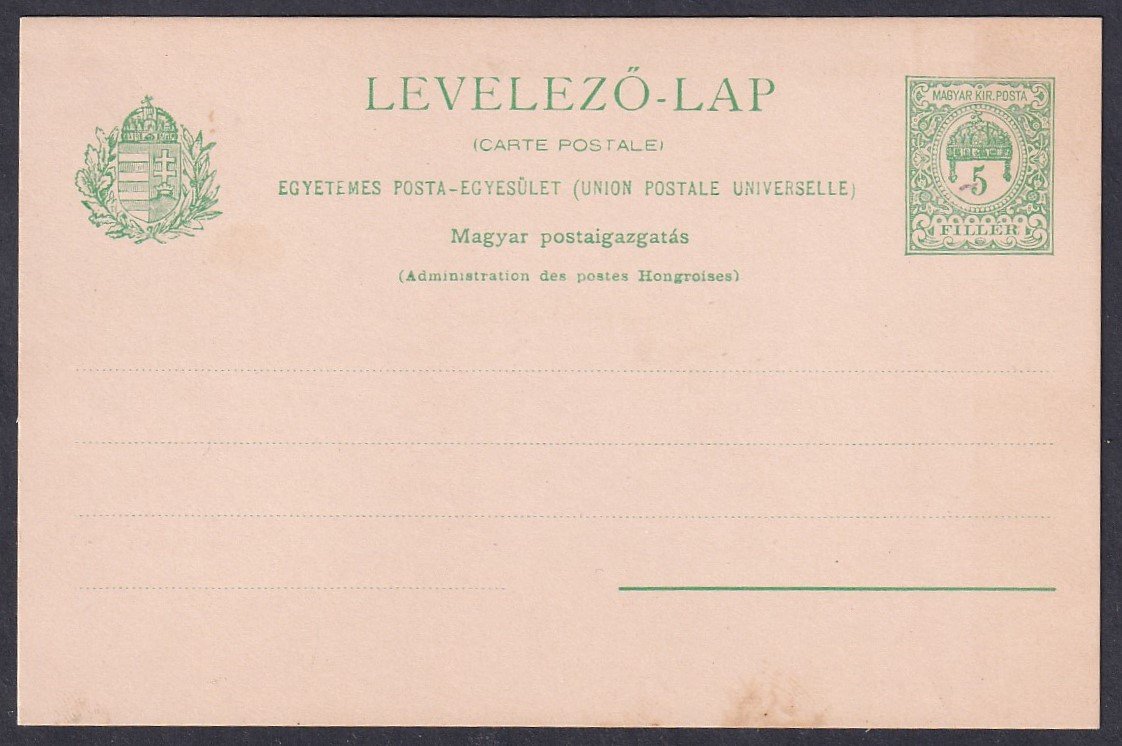 LEVELEZŐ-LAP
(CARTE POSTALE)
EGYETEMES POSTA-EGYESÜLET (UNION POSTALE UNIVERSELLE)
Magyar postaigazgatás
(Administration des postes Hongroises)
MAGYAR KIR. POSTA
5
FILLÉR